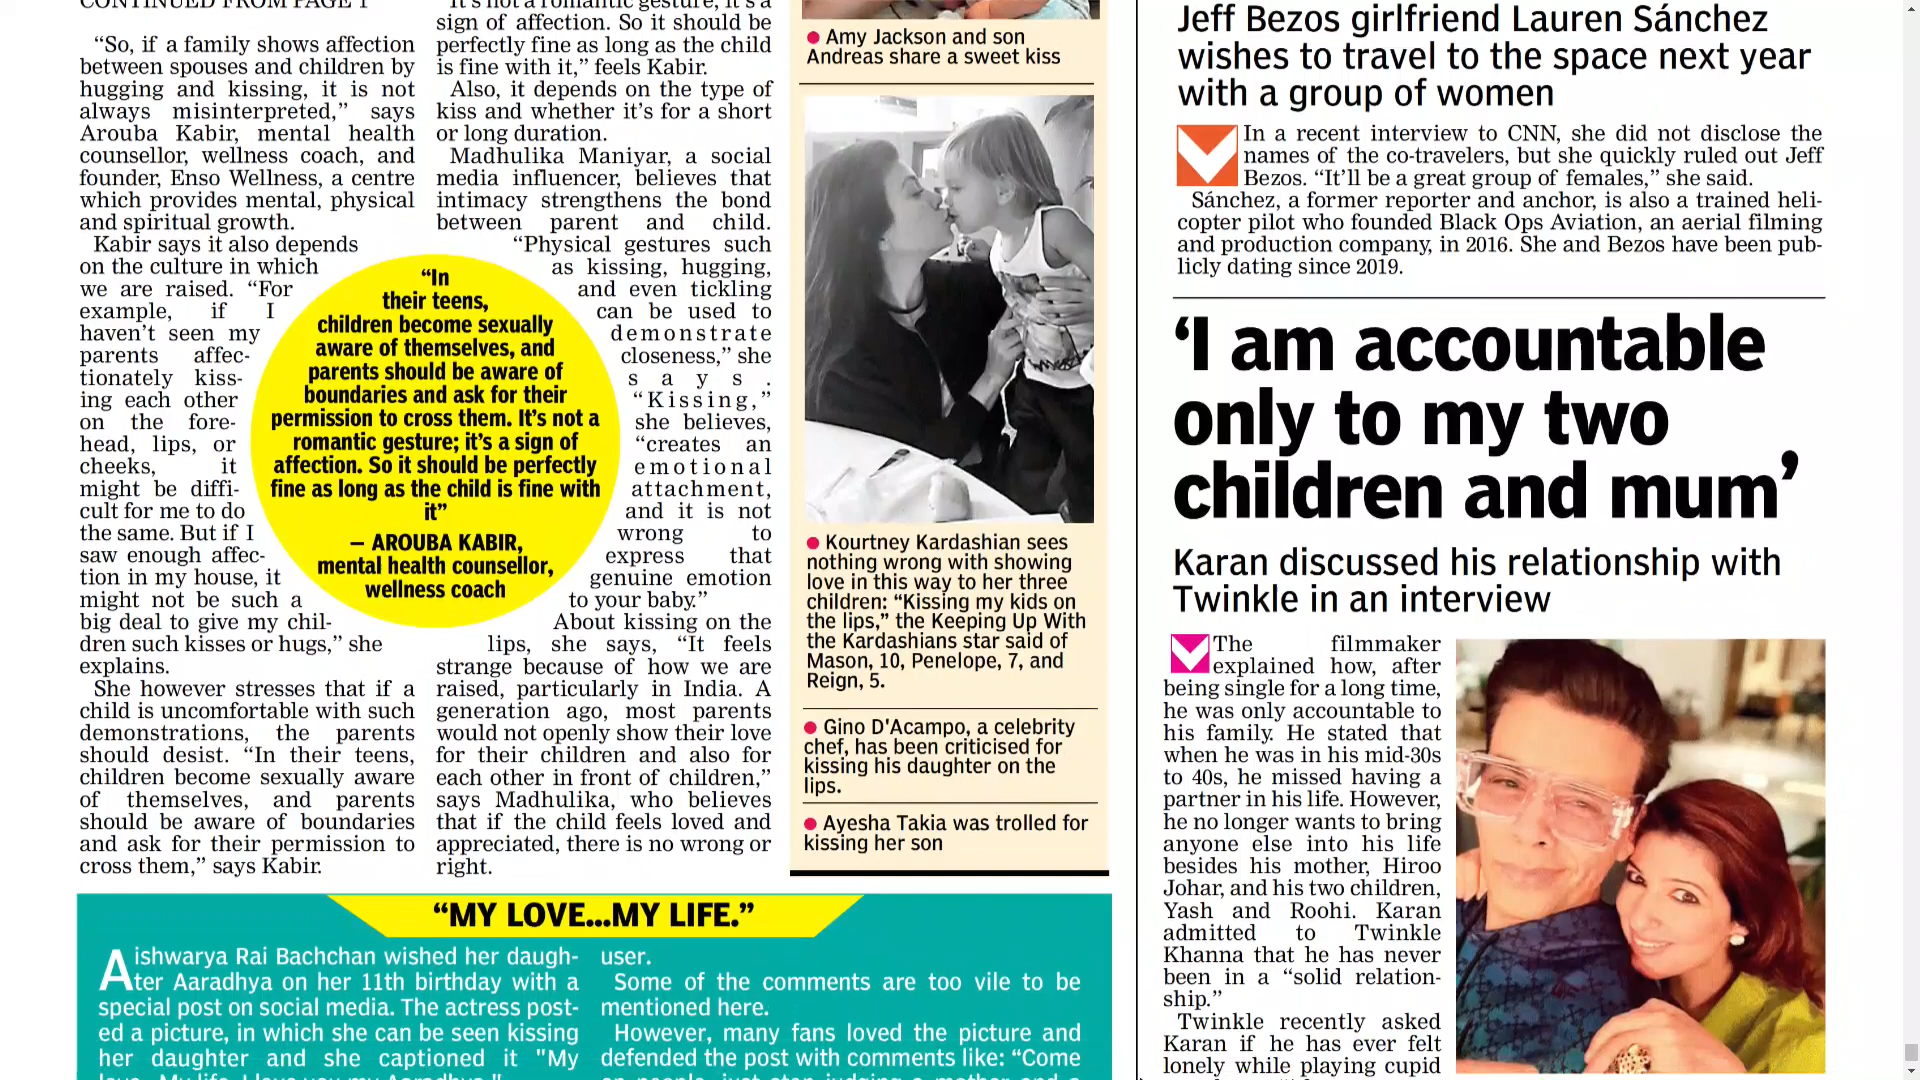 CONTINUED FROM PAGE 1
“So, if a family shows affection
between spouses and children by
hugging and kissing, it is not
always misinterpreted,” says
Arouba Kabir, mental health
counsellor, wellness coach, and
founder, Enso Wellness, a centre
which provides mental, physical
and spiritual growth.
Kabir says it also depends
on the culture in which
we are raised. “For
example, if I
haven’t seen my
parents affec-
tionately kiss-
ing each other
on the fore-
head, lips, or
cheeks, it
might be diffi-
cult for me to do
the same. But if I
saw enough affec-
tion in my house, it
might not be such a
big deal to give my chil-
dren such kisses or hugs,” she
explains.
She however stresses that if a
child is uncomfortable with such
demonstrations, the parents
should desist. “In their teens,
children become sexually aware
of themselves, and parents
should be aware of boundaries
and ask for their permission to
cross them,” says Kabir.
It’s not a romantic gesture, it’s a
sign of affection. So it should be
perfectly fine as long as the child
is fine with it,” feels Kabir.
Also, it depends on the type of
kiss and whether it’s for a short
or long duration.
Madhulika Maniyar, a social
media influencer, believes that
intimacy strengthens the bond
between parent and child.
“Physical gestures such
as kissing, hugging,
and even tickling
can be used to
demonstrate
closeness,” she
says.
“Kissing,”
she believes,
“creates an
emotional
attachment,
and it is not
wrong to
express that
genuine emotion
to your baby.”
About kissing on the
lips, she says, “It feels
strange because of how we are
raised, particularly in India. A
generation ago, most parents
would not openly show their love
for their children and also for
each other in front of children,”
says Madhulika, who believes
that if the child feels loved and
appreciated, there is no wrong or
right.
“In
their teens,
children become sexually
aware of themselves, and
parents should be aware of
boundaries and ask for their
permission to cross them. It’s not a
romantic gesture; it’s a sign of
affection. So it should be perfectly
fine as long as the child is fine with
it”
– AROUBA KABIR,
mental health counsellor,
wellness coach
Amy Jackson and son
Andreas share a sweet kiss
Kourtney Kardashian sees
nothing wrong with showing
love in this way to her three
children: “Kissing my kids on
the lips,” the Keeping Up With
the Kardashians star said of
Mason, 10, Penelope, 7, and
Reign, 5.
Gino D'Acampo, a celebrity
chef, has been criticised for
kissing his daughter on the
lips.
Ayesha Takia was trolled for
kissing her son
“MY LOVE...MY LIFE.”
Aishwarya Rai Bachchan wished her daugh-
ter Aaradhya on her 11th birthday with a
special post on social media. The actress post-
ed a picture, in which she can be seen kissing
her daughter and she captioned it "My
love...My life. I love you my Aaradhya."
user.
Some of the comments are too vile to be
mentioned here.
However, many fans loved the picture and
defended the post with comments like: “Come
on people, just stop judging a mother and a
Jeff Bezos girlfriend Lauren Sánchez
wishes to travel to the space next year
with a group of women
In a recent interview to CNN, she did not disclose the
names of the co-travelers, but she quickly ruled out Jeff
Bezos. “It’ll be a great group of females,” she said.
Sánchez, a former reporter and anchor, is also a trained heli-
copter pilot who founded Black Ops Aviation, an aerial filming
and production company, in 2016. She and Bezos have been pub-
licly dating since 2019.
‘I am accountable
only to my two
children and mum’
Karan discussed his relationship with
Twinkle in an interview
The filmmaker
explained how, after
being single for a long time,
he was only accountable to
his family. He stated that
when he was in his mid-30s
to 40s, he missed having a
partner in his life. However,
he no longer wants to bring
anyone else into his life
besides his mother, Hiroo
Johar, and his two children,
Yash and Roohi. Karan
admitted to Twinkle
Khanna that he has never
been in a “solid relation-
ship.”
Twinkle recently asked
Karan if he has ever felt
lonely while playing cupid